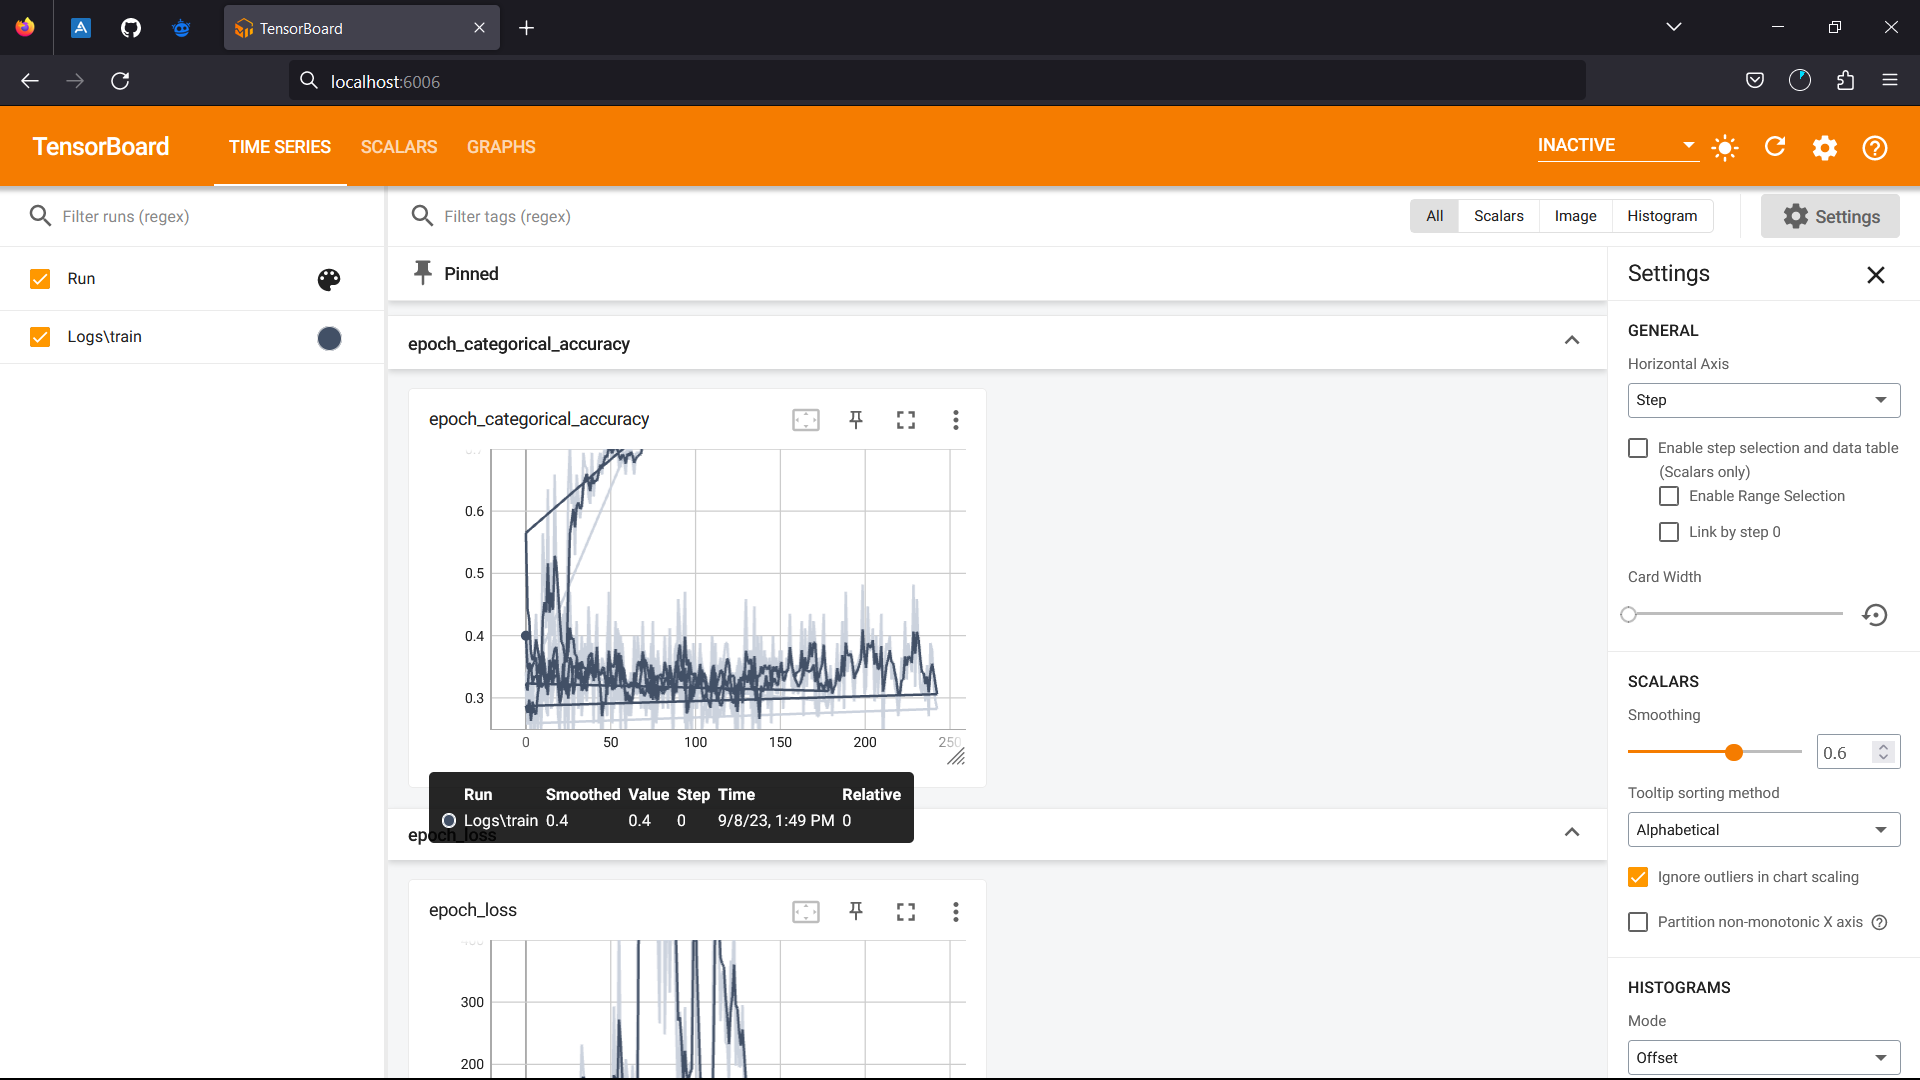 TensorBoard
localhost:6006
TensorBoard TIME SERIES SCALARS GRAPHS INACTIVE
Filter runs (regex)
Filter tags (regex)
All Scalars Image Histogram
Settings
Run
Logs\train
Pinned
epoch_categorical_accuracy
epoch_categorical_accuracy
0.6
0.5
0.4
0.3
0 50 100 150 200 250
Run Smoothed Value Step Time Relative
Logs\train 0.4 0.4 0 9/8/23, 1:49 PM 0
epoch_loss
epoch_loss
300
200
Settings
GENERAL
Horizontal Axis
Step
Enable step selection and data table
(Scalars only)
Enable Range Selection
Link by step 0
Card Width
SCALARS
Smoothing
0.6
Tooltip sorting method
Alphabetical
Ignore outliers in chart scaling
Partition non-monotonic X axis
HISTOGRAMS
Mode
Offset